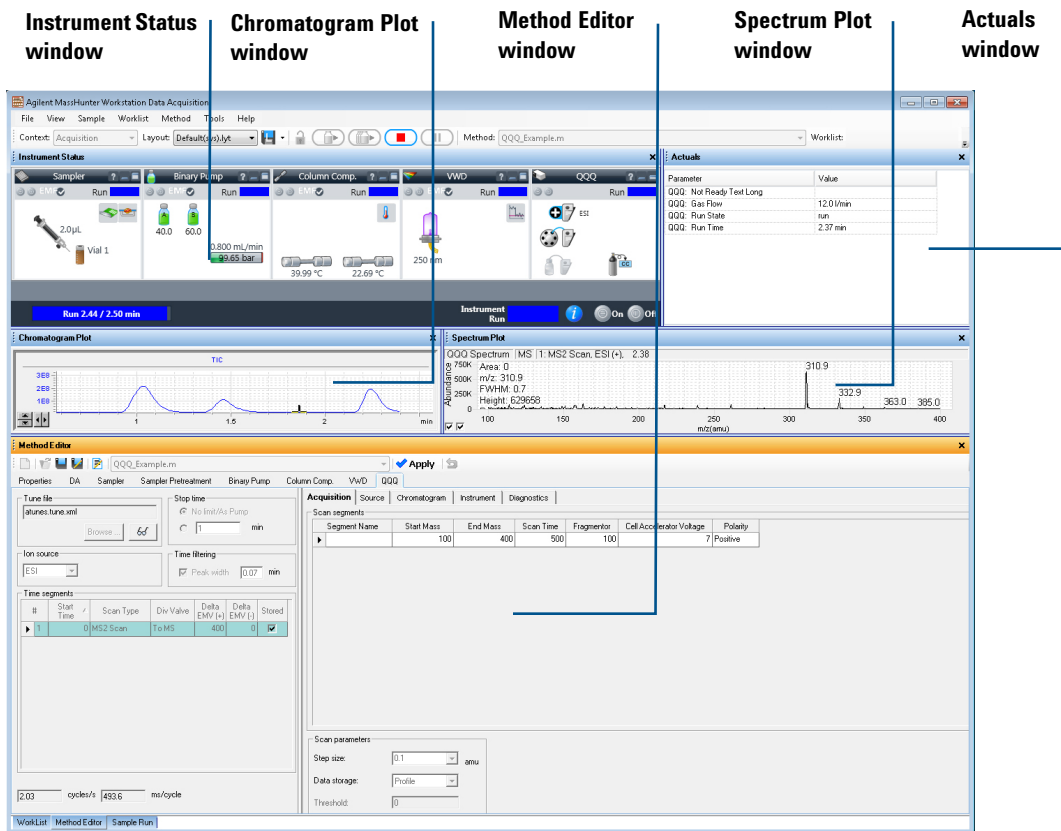 Instrument Status window
Chromatogram Plot window
Method Editor window
Spectrum Plot window
Actuals window
Agilent MassHunter Workstation Data Acquisition
File View Sample Worklist Method Tools Help
Context: Acquisition Layout: Default(sys).lyt Method: QQQ_Example.m Worklist:
Instrument Status
Sampler ? Binary Pump ? Column Comp. ? VWD ? QQQ ?
EMF Run EMF Run EMF Run EMF Run Run
2.0 µL
Vial 1
A B
40.0 60.0
0.800 mL/min
99.65 bar
39.99 °C 22.69 °C
250 nm
ESI
Run 2.44 / 2.50 min
Instrument Run
On Off
Actuals
Parameter Value
QQQ: Not Ready Text Long
QQQ: Gas Flow 12.0 l/min
QQQ: Run State run
QQQ: Run Time 2.37 min
Chromatogram Plot
TIC
3E8
2E8
1E8
1 1.5 2 min
Spectrum Plot
QQQ Spectrum | MS | 1: MS2 Scan, ESI (+), 2.38
Abundance
750K
500K
250K
0
Area: 0
m/z: 310.9
FWHM: 0.7
Height: 629658
310.9
332.9
363.0 385.0
100 150 200 250 300 350 400
m/z(amu)
Method Editor
QQQ_Example.m Apply
Properties DA Sampler Sampler Pretreatment Binary Pump Column Comp. VWD QQQ
Tune file
atunes.tune.xml
Browse ...
Stop time
No limit/As Pump
1 min
Ion source
ESI
Time filtering
Peak width 0.07 min
Time segments
# Start Time Scan Type Div Valve Delta EMV (+) Delta EMV (-) Stored
1 0 MS2 Scan To MS 400 0
2.03 cycles/s 493.6 ms/cycle
Acquisition Source Chromatogram Instrument Diagnostics
Scan segments
Segment Name Start Mass End Mass Scan Time Fragmentor Cell Accelerator Voltage Polarity
100 400 500 100 7 Positive
Scan parameters
Step size: 0.1 amu
Data storage: Profile
Threshold: 0
WorkList Method Editor Sample Run